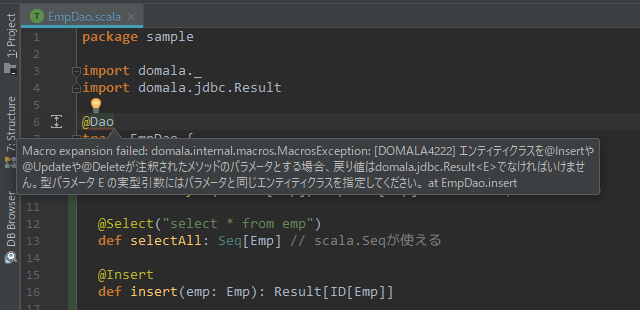 EmpDao.scala
1: Project
7: Structure
DB Browser
1 package sample
2
3 import domala._
4 import domala.jdbc.Result
5
6 @Dao
Macro expansion failed: domala.internal.macros.MacrosException: [DOMALA4222] エンティティクラスを@Insertや
@Updateや@Deleteが注釈されたメソッドのパラメータとする場合、戻り値はdomala.jdbc.Result<E>でなければいけませ
ん。型パラメータ E の実型引数にはパラメータと同じエンティティクラスを指定してください。 at EmpDao.insert
11
12 @Select("select * from emp")
13 def selectAll: Seq[Emp] // scala.Seqが使える
14
15 @Insert
16 def insert(emp: Emp): Result[ID[Emp]]
17